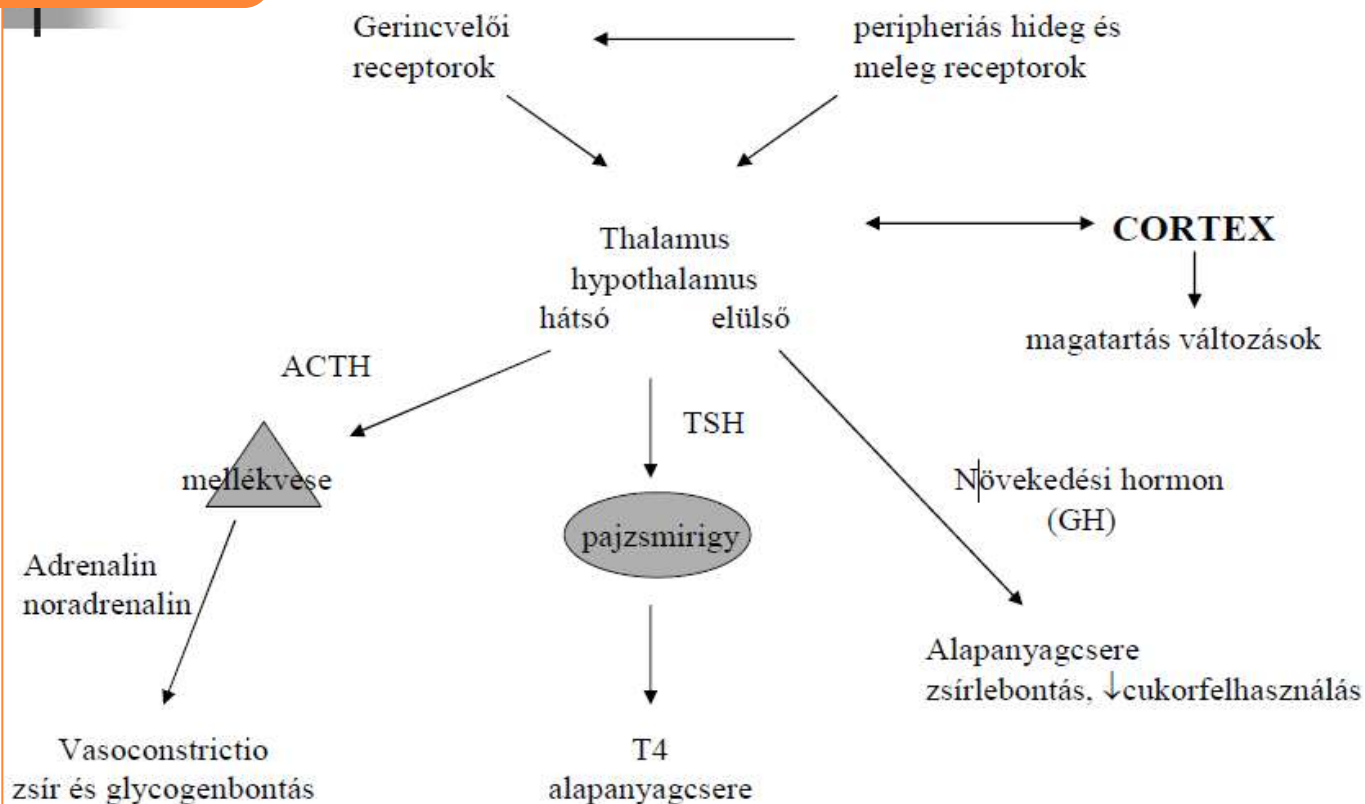 Gerincvelői
receptorok
peripheriás hideg és
meleg receptorok
Thalamus
hypothalamus
hátsó elülső
CORTEX
magatartás változások
ACTH
mellékvese
TSH
pajzsmirigy
Növekedési hormon
(GH)
Adrenalin
noradrenalin
Vasoconstrictio
zsír és glycogenbontás
T4
alapanyagcsere
Alapanyagcsere
zsírlebontás, ↓cukorfelhasználás